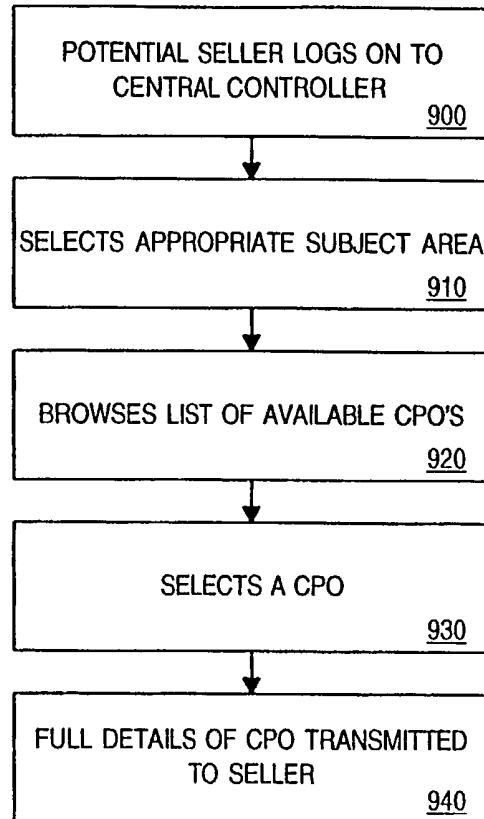 POTENTIAL SELLER LOGS ON TO
CENTRAL CONTROLLER
900
SELECTS APPROPRIATE SUBJECT AREA
910
BROWSES LIST OF AVAILABLE CPO'S
920
SELECTS A CPO
930
FULL DETAILS OF CPO TRANSMITTED
TO SELLER
940